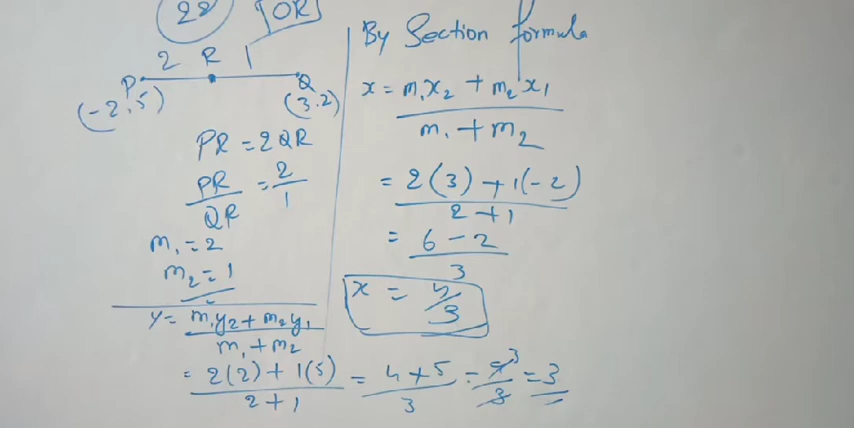 28 [OR]
2 R 1
P Q
(-2,5) (3,2)
PR = 2QR
PR/QR = 2/1
m₁ = 2
m₂ = 1
y = m₁y₂ + m₂y₁ / m₁ + m₂
= 2(2) + 1(5) / 2 + 1 = 4 + 5 / 3 = 9/3 3 = 3
By Section formula
x = m₁x₂ + m₂x₁ / m₁ + m₂
= 2(3) + 1(-2) / 2 + 1
= 6 - 2 / 3
x = 4/3